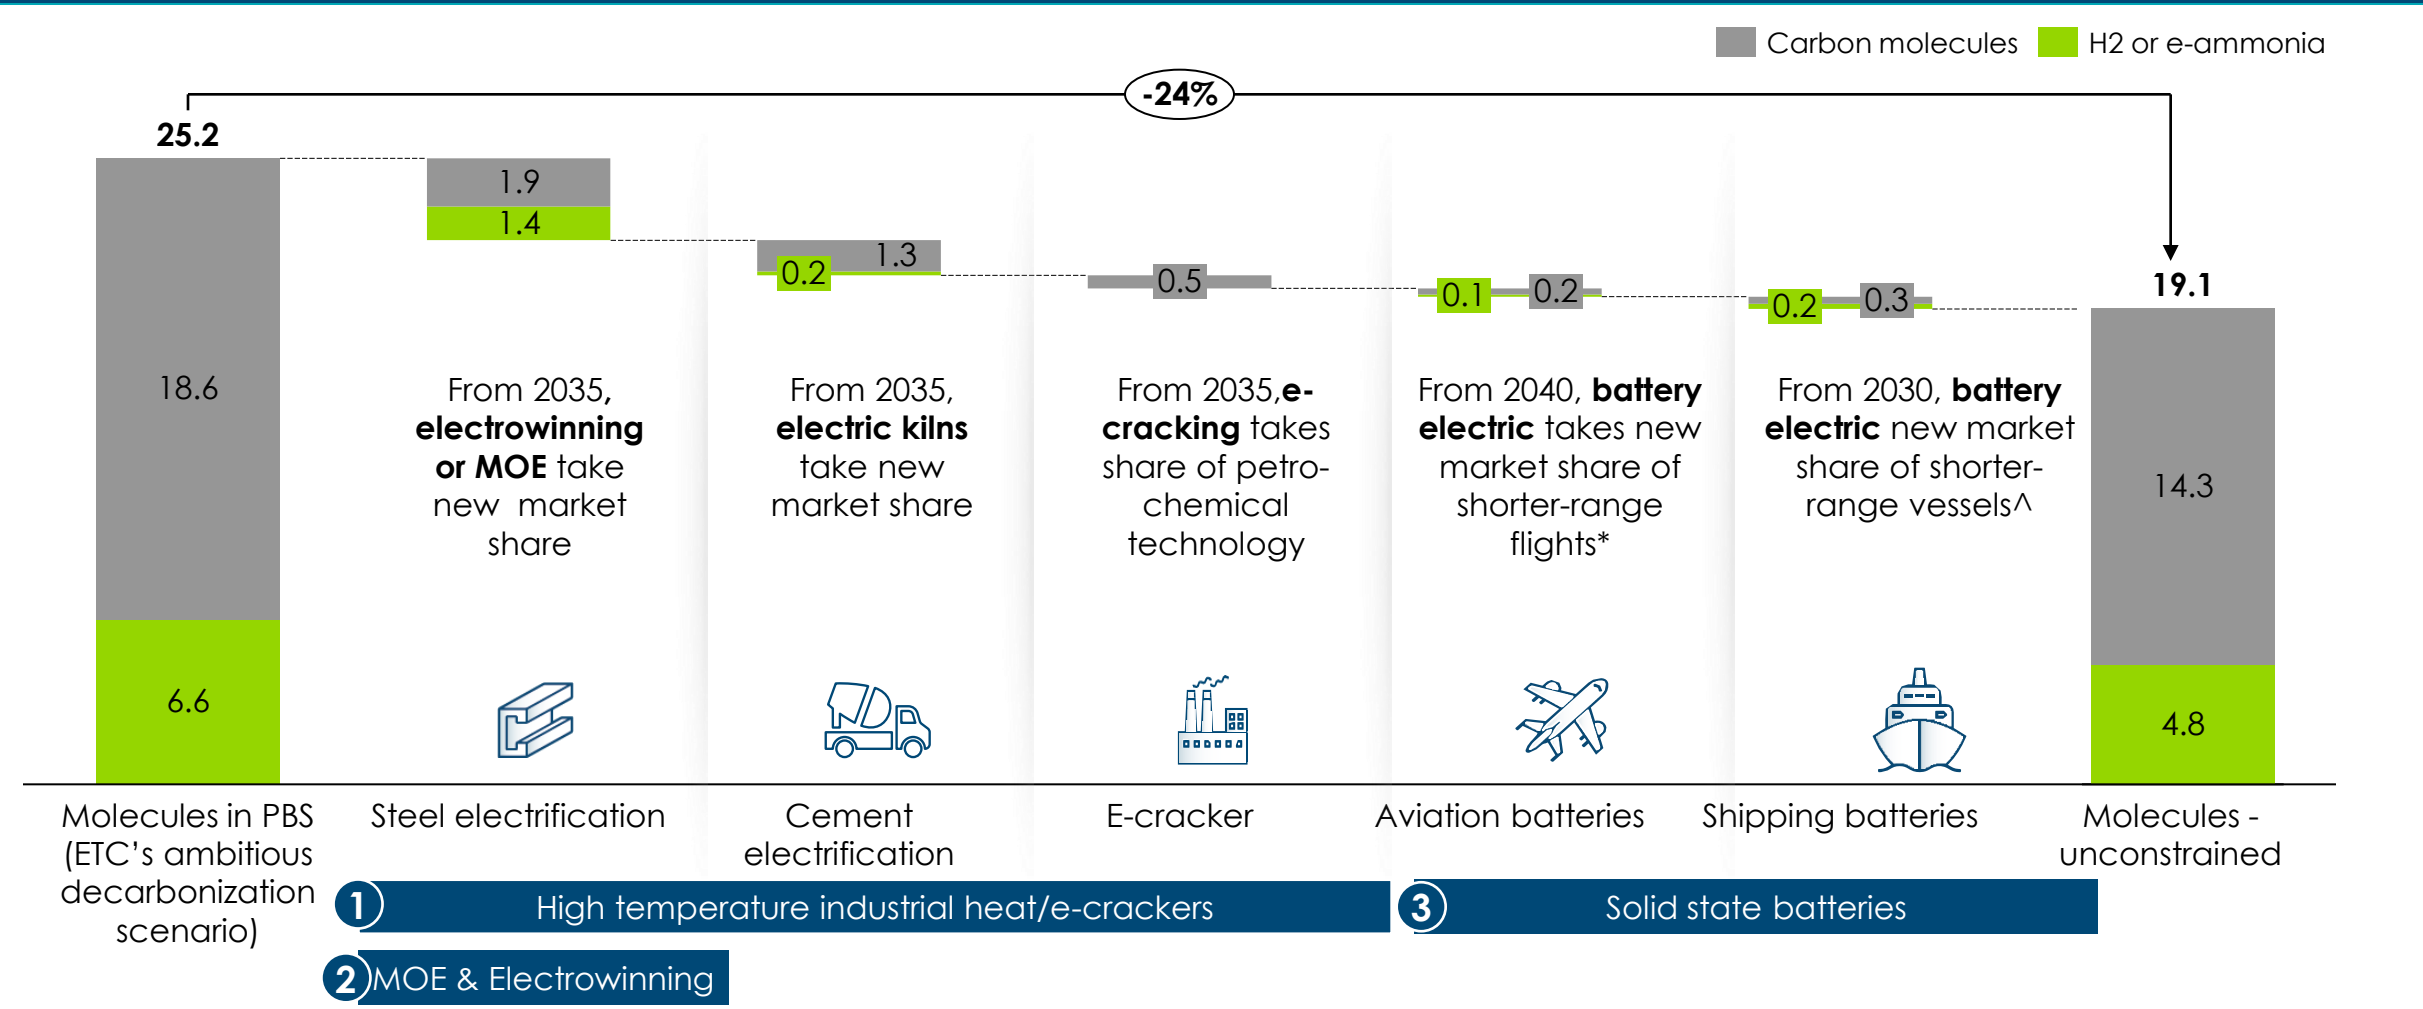 Carbon molecules
H2 or e-ammonia
-24%
25.2
1.9
1.4
1.3
0.2
0.5
0.1
0.2
0.2
0.3
19.1
18.6
6.6
14.3
4.8
From 2035,
electrowinning
or MOE take
new market
share
From 2035,
electric kilns
take new
market share
From 2035,e-
cracking takes
share of petro-
chemical
technology
From 2040, battery
electric takes new
market share of
shorter-range
flights*
From 2030, battery
electric new market
share of shorter-
range vessels^
Molecules in PBS
(ETC’s ambitious
decarbonization
scenario)
Steel electrification
Cement
electrification
E-cracker
Aviation batteries
Shipping batteries
Molecules -
unconstrained
1
High temperature industrial heat/e-crackers
3
Solid state batteries
2
MOE & Electrowinning